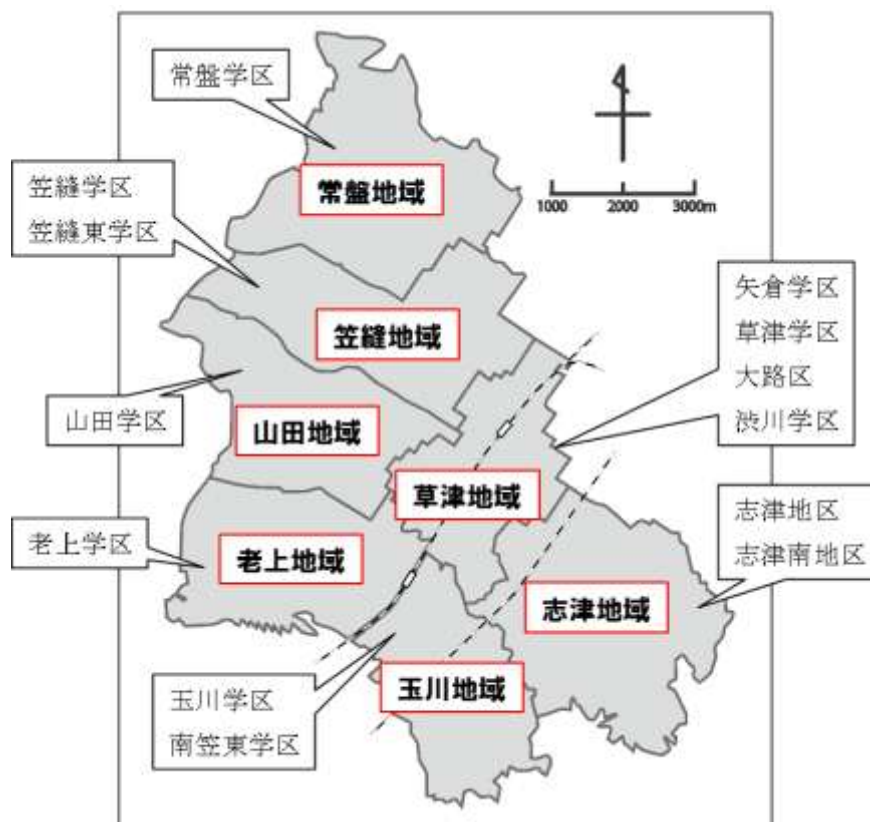 常盤学区
常盤地域
1000 2000 3000m
笠縫学区
笠縫東学区
笠縫地域
矢倉学区
草津学区
大路区
渋川学区
山田学区
山田地域
草津地域
志津地区
志津南地区
老上学区
老上地域
志津地域
玉川学区
南笠東学区
玉川地域